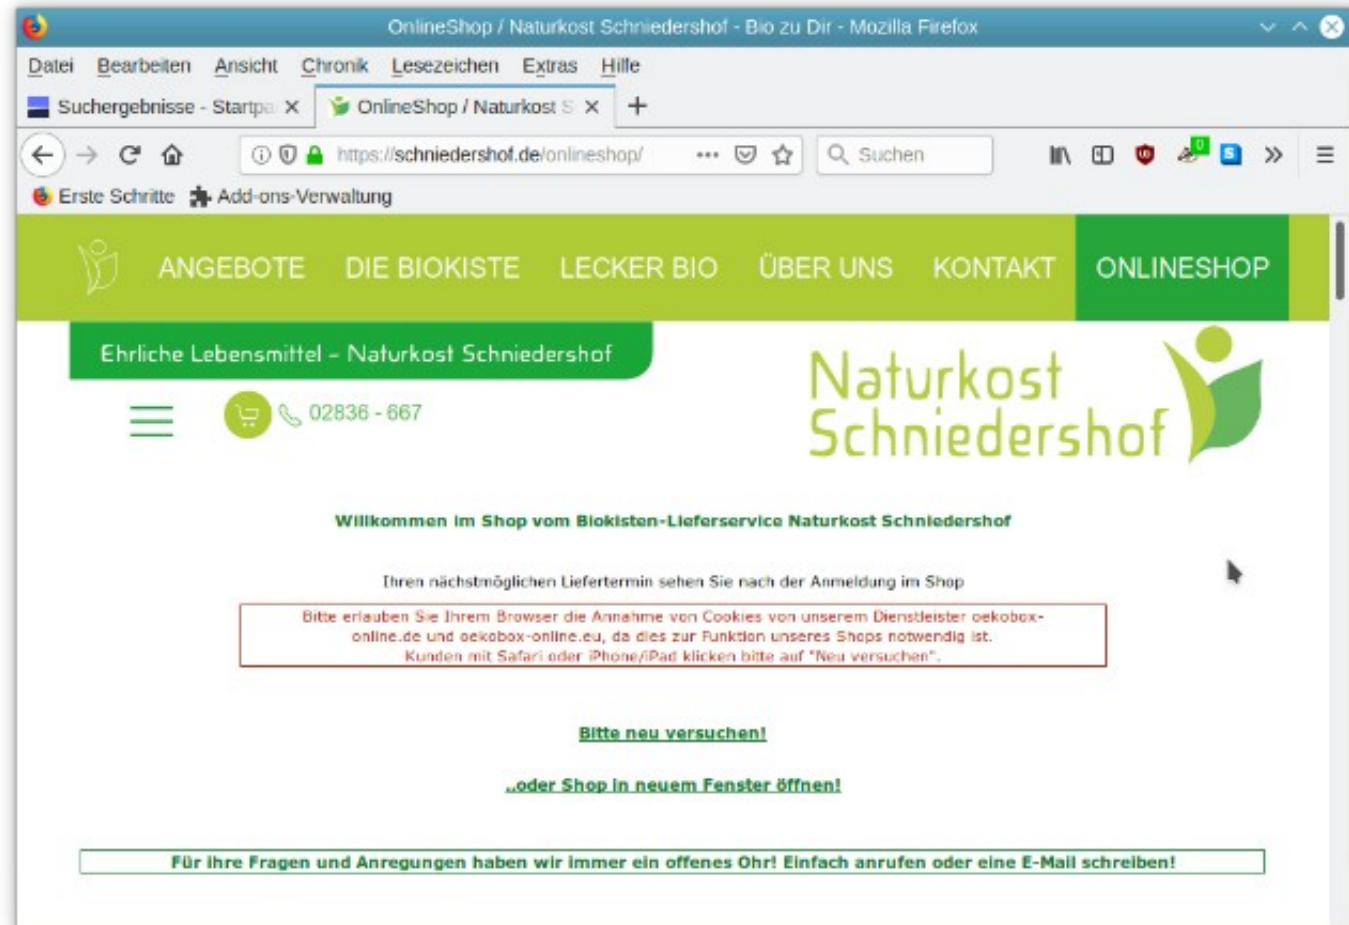 OnlineShop / Naturkost Schniedershof - Bio zu Dir - Mozilla Firefox
Datei Bearbeiten Ansicht Chronik Lesezeichen Extras Hilfe
Suchergebnisse - Startpa
OnlineShop / Naturkost S
https://schniedershof.de/onlineshop/
Suchen
0
S
Erste Schritte Add-ons-Verwaltung
ANGEBOTE DIE BIOKISTE LECKER BIO ÜBER UNS KONTAKT ONLINESHOP
Ehrliche Lebensmittel – Naturkost Schniedershof
02836 - 667
Naturkost
Schniedershof
Willkommen im Shop vom Biokisten-Lieferservice Naturkost Schniedershof
Ihren nächstmöglichen Liefertermin sehen Sie nach der Anmeldung im Shop
Bitte erlauben Sie Ihrem Browser die Annahme von Cookies von unserem Dienstleister oekobox-
online.de und oekobox-online.eu, da dies zur Funktion unseres Shops notwendig ist.
Kunden mit Safari oder iPhone/iPad klicken bitte auf "Neu versuchen".
Bitte neu versuchen!
..oder Shop in neuem Fenster öffnen!
Für ihre Fragen und Anregungen haben wir immer ein offenes Ohr! Einfach anrufen oder eine E-Mail schreiben!